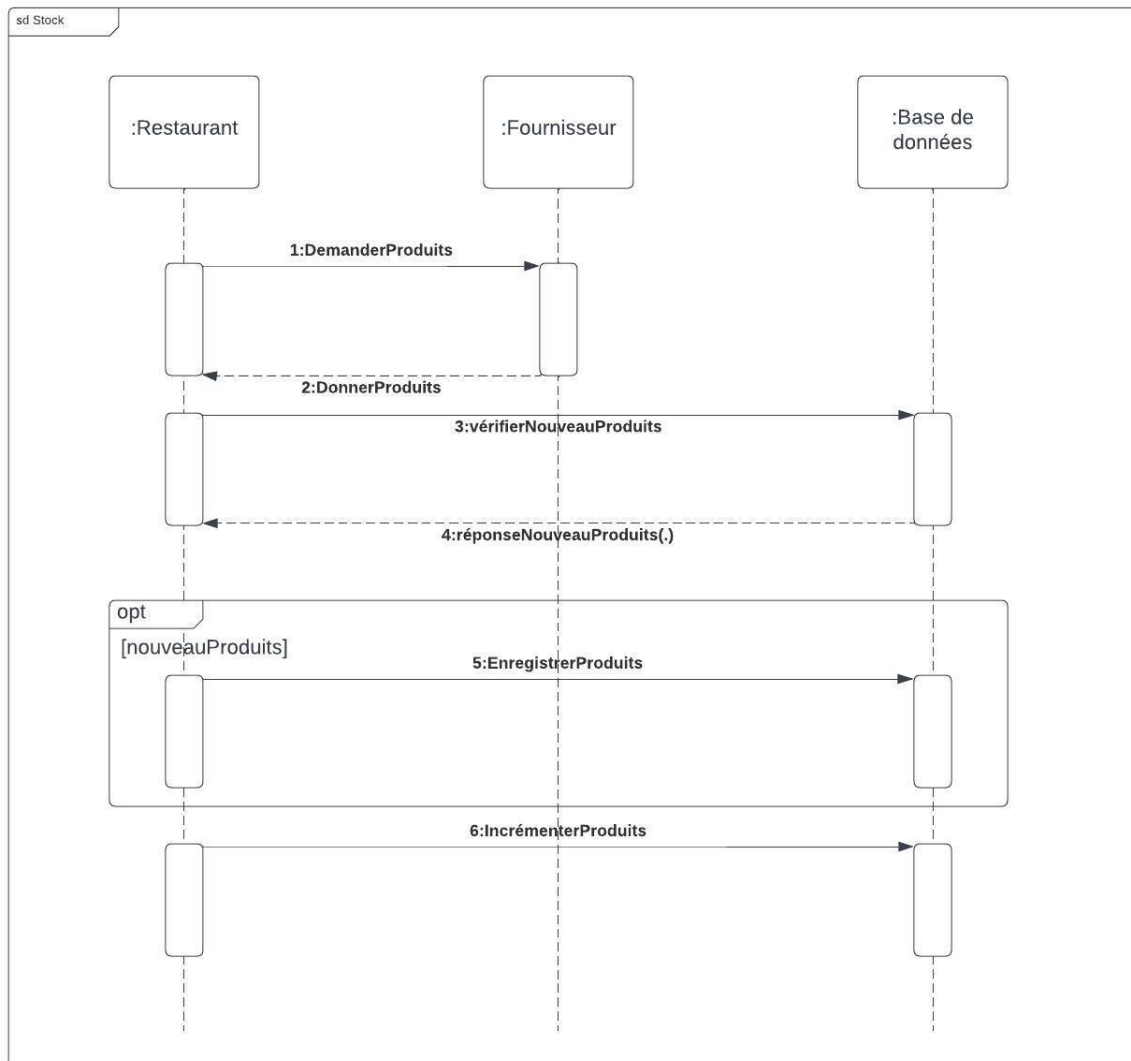 sd Stock
:Restaurant
:Fournisseur
:Base de
données
1:DemanderProduits
2:DonnerProduits
3:vérifierNouveauProduits
4:réponseNouveauProduits(.)
opt
[nouveauProduits]
5:EnregistrerProduits
6:IncrémenterProduits